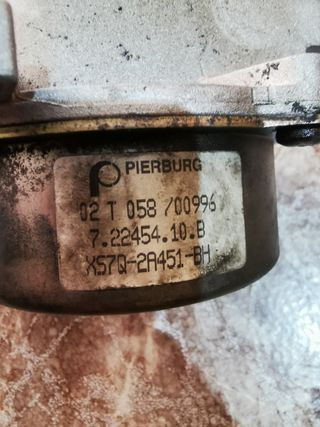 PIERBURG
02 T 058 /00996
7.22454.10.B
XS7Q-2A451-BH